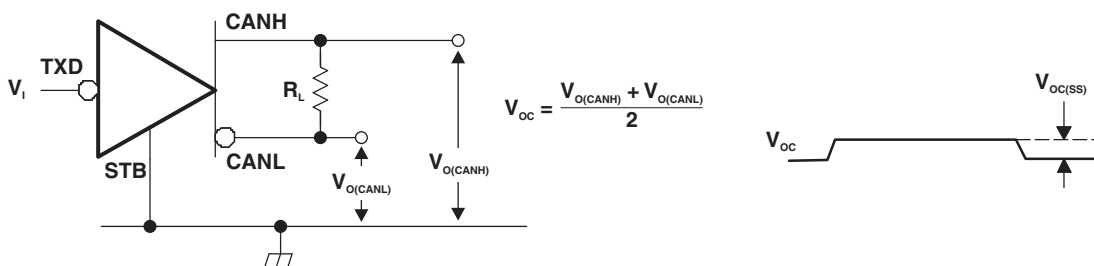 CANH
TXD
V_I
R_L
CANL
STB
V_O(CANL)
V_O(CANH)
V_OC = (V_O(CANH) + V_O(CANL)) / 2
V_OC(SS)
V_OC